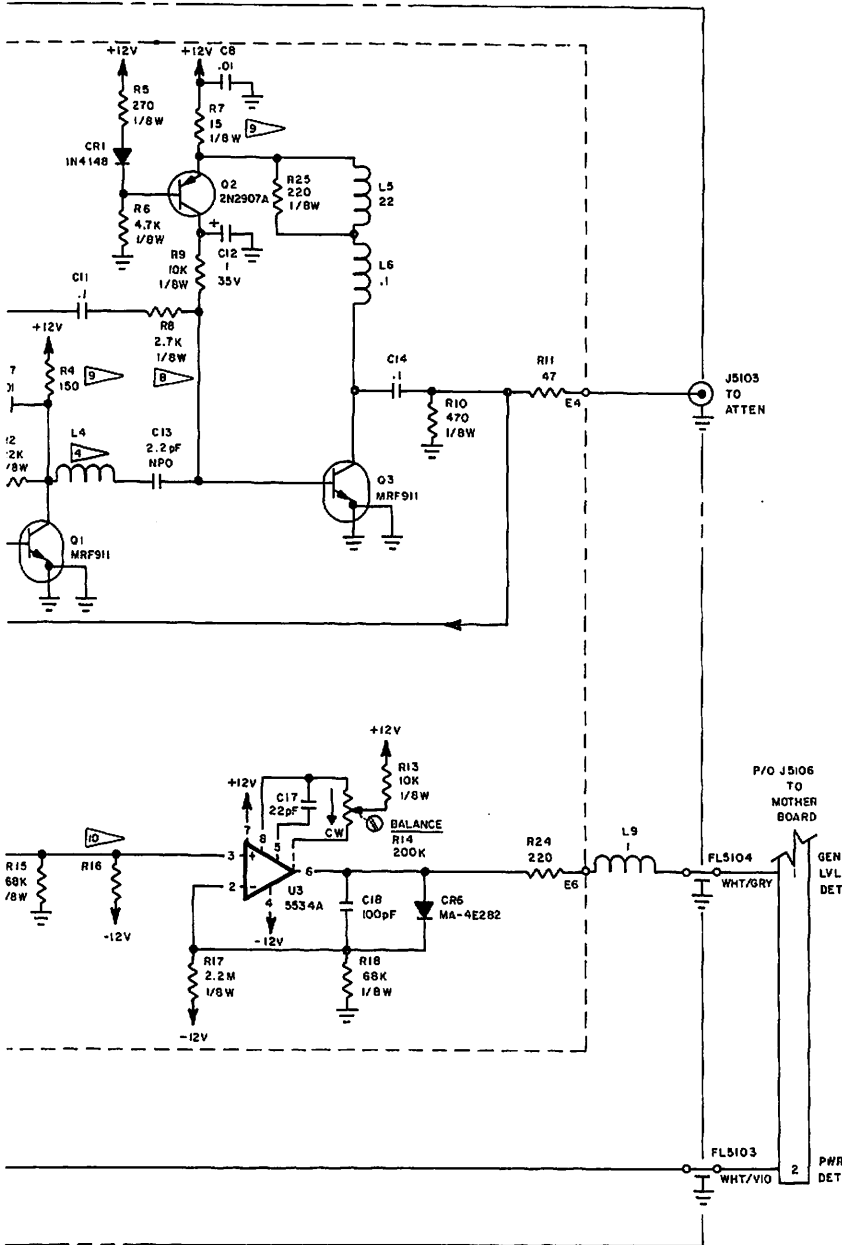 +12V
R5
270
1/8W
CR1
1N4148
R6
4.7K
1/8W
+12V
C8
.01
R7
15
1/8W
9
Q2
2N2907A
+
C12
1
35V
R9
10K
1/8W
R25
220
1/8W
L5
22
L6
.1
C11
.1
R8
2.7K
1/8W
8
+12V
R4
150
9
7
L4
4
C13
2.2pF
NPO
Q1
MRF911
Q3
MRF911
C14
.1
R10
470
1/8W
R11
47
E4
J5103
TO
ATTEN
+12V
R13
10K
1/8W
C17
22pF
CW
BALANCE
R14
200K
+12V
7
8
5
3
+
2
-
6
4
U3
5534A
-12V
10
R15
68K
/8W
R16
-12V
R17
2.2M
1/8W
-12V
C18
100pF
R18
68K
1/8W
CR6
MA-4E282
R24
220
E6
L9
1
FL5104
WHT/GRY
P/O J5106
TO
MOTHER
BOARD
1
GEN
LVL
DET
FL5103
WHT/VIO
2
PWR
DET